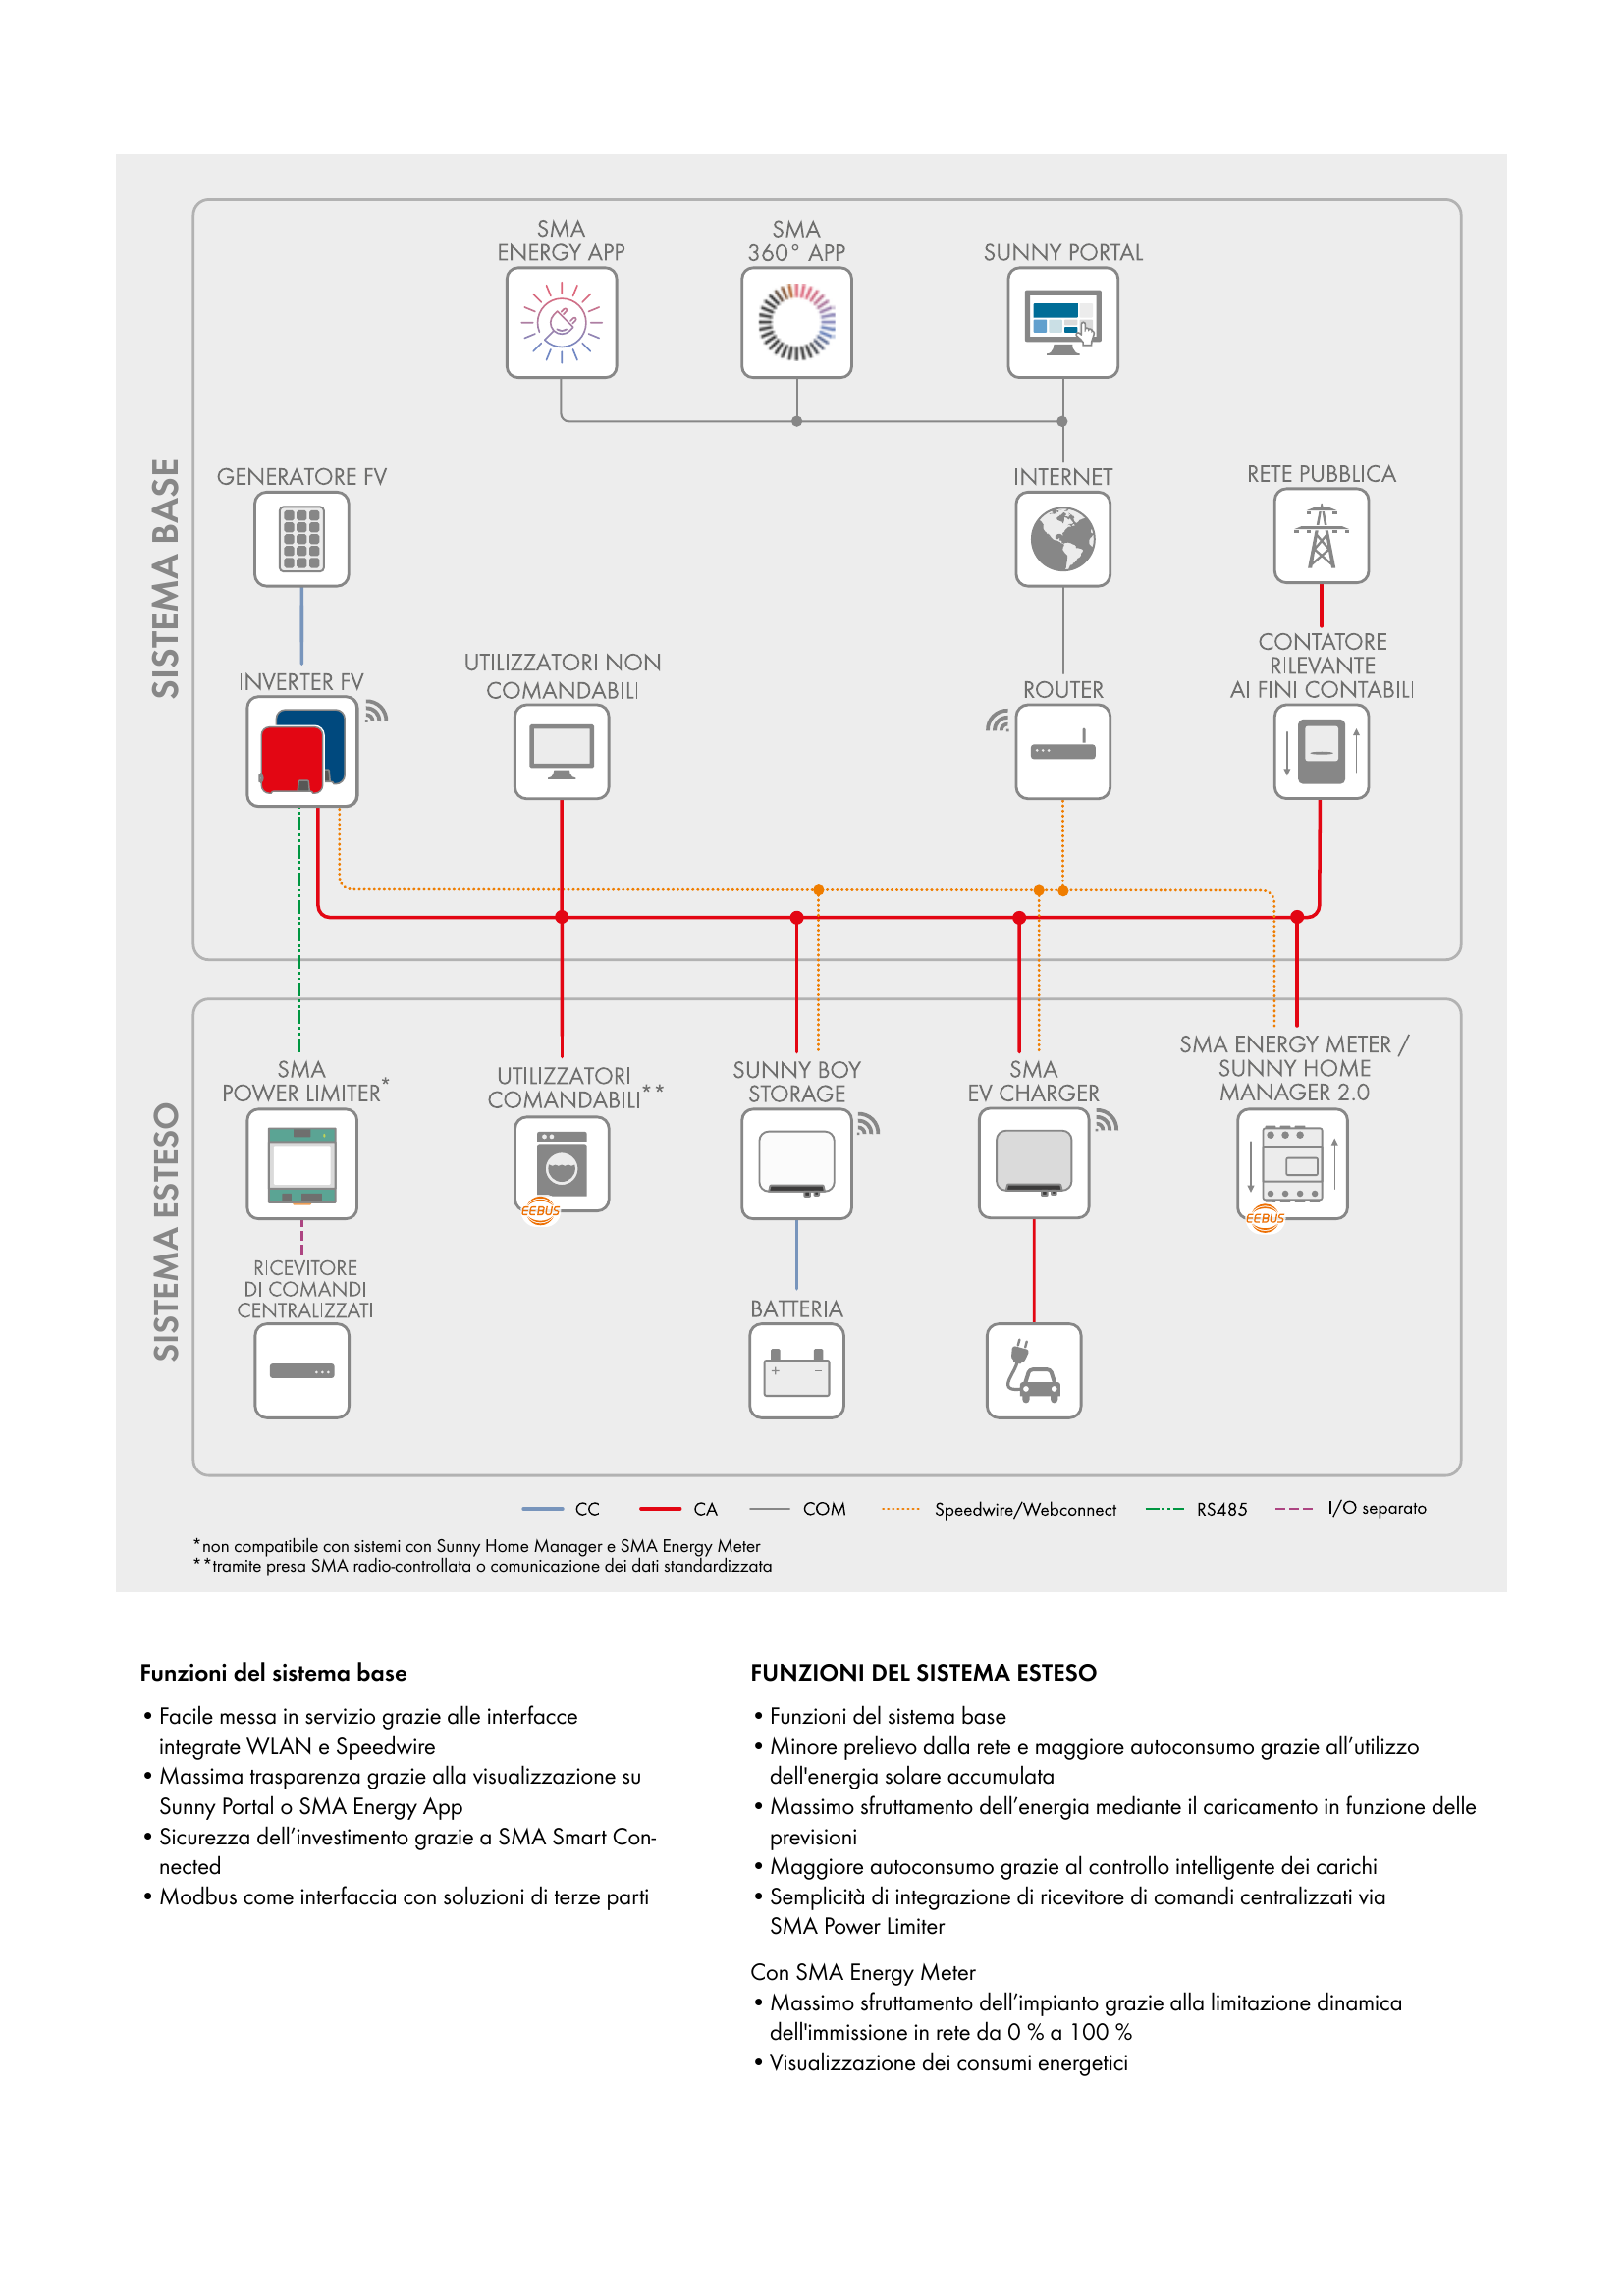 SISTEMA BASE
SMA
ENERGY APP
SMA
360° APP
SUNNY PORTAL
GENERATORE FV
INTERNET
RETE PUBBLICA
INVERTER FV
UTILIZZATORI NON
COMANDABILI
ROUTER
CONTATORE
RILEVANTE
AI FINI CONTABILI
SISTEMA ESTESO
SMA
POWER LIMITER*
UTILIZZATORI
COMANDABILI**
EEBUS
SUNNY BOY
STORAGE
SMA
EV CHARGER
SMA ENERGY METER /
SUNNY HOME
MANAGER 2.0
EEBUS
RICEVITORE
DI COMANDI
CENTRALIZZATI
BATTERIA
+ −
CC
CA
COM
Speedwire/Webconnect
RS485
I/O separato
*non compatibile con sistemi con Sunny Home Manager e SMA Energy Meter
**tramite presa SMA radio-controllata o comunicazione dei dati standardizzata
Funzioni del sistema base
• Facile messa in servizio grazie alle interfacce
integrate WLAN e Speedwire
• Massima trasparenza grazie alla visualizzazione su
Sunny Portal o SMA Energy App
• Sicurezza dell’investimento grazie a SMA Smart Con-
nected
• Modbus come interfaccia con soluzioni di terze parti
FUNZIONI DEL SISTEMA ESTESO
• Funzioni del sistema base
• Minore prelievo dalla rete e maggiore autoconsumo grazie all’utilizzo
dell'energia solare accumulata
• Massimo sfruttamento dell’energia mediante il caricamento in funzione delle
previsioni
• Maggiore autoconsumo grazie al controllo intelligente dei carichi
• Semplicità di integrazione di ricevitore di comandi centralizzati via
SMA Power Limiter
Con SMA Energy Meter
• Massimo sfruttamento dell’impianto grazie alla limitazione dinamica
dell'immissione in rete da 0 % a 100 %
• Visualizzazione dei consumi energetici